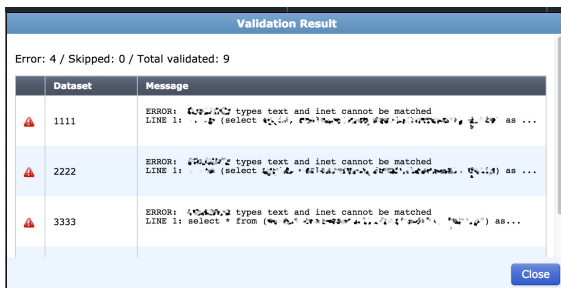 Validation Result
Error: 4 / Skipped: 0 / Total validated: 9
Dataset Message
1111
ERROR: types text and inet cannot be matched
LINE 1: (select as ...
2222
ERROR: types text and inet cannot be matched
LINE 1: (select ) as ...
3333
ERROR: types text and inet cannot be matched
LINE 1: select * from ( ) as...
Close